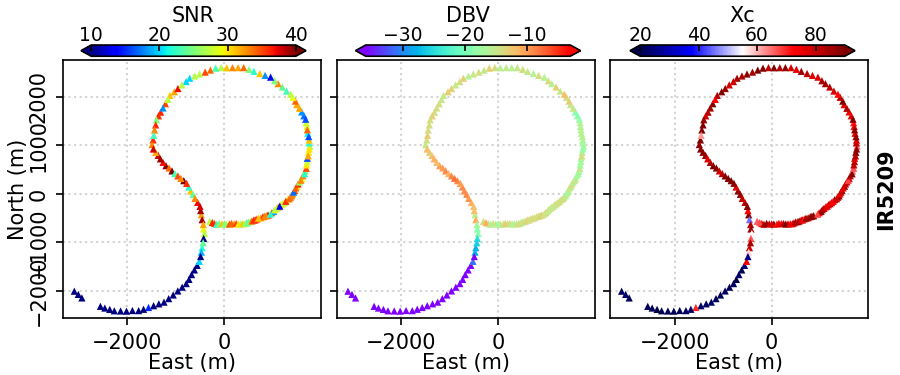 SNR
DBV
Xc
10 20 30 40
−30 −20 −10
20 40 60 80
North (m)
2000
1000
0
−1000
−2000
IR5209
−2000 0
−2000 0
−2000 0
East (m)
East (m)
East (m)